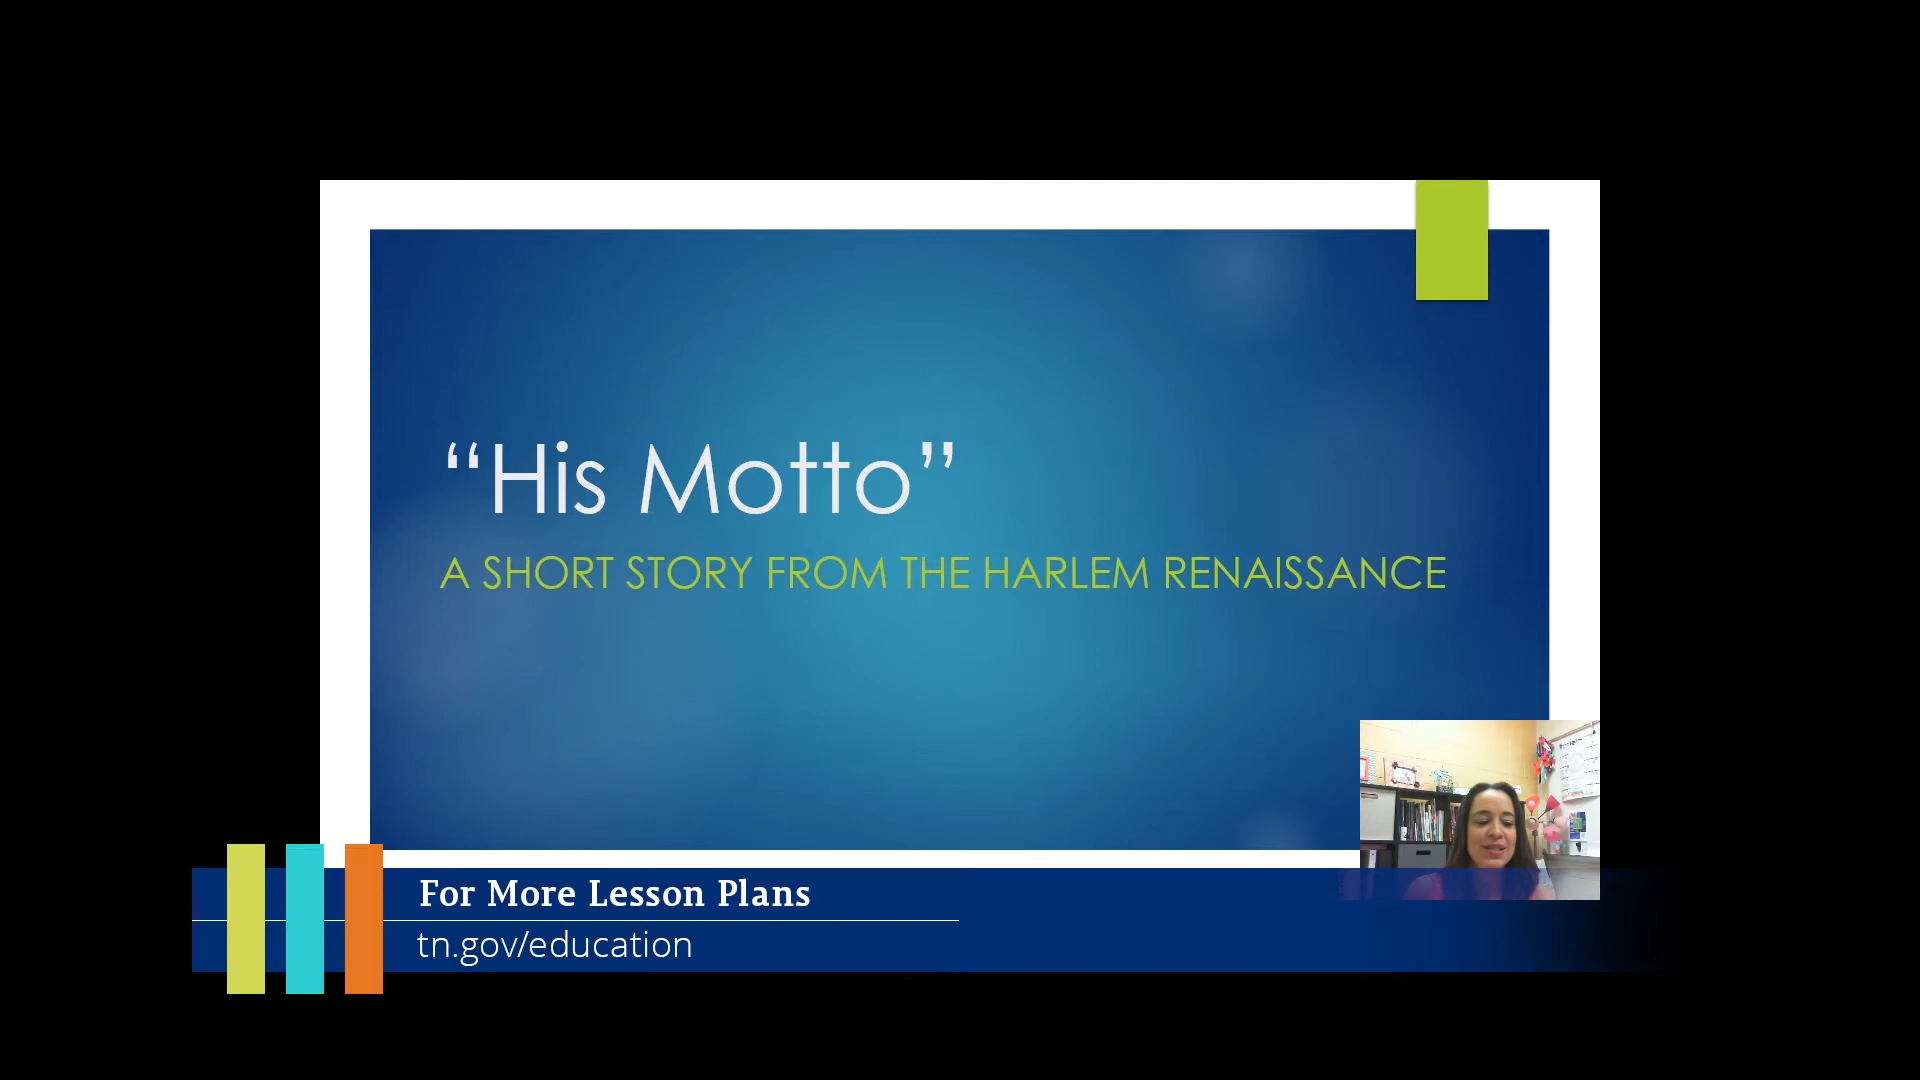 “His Motto”
A SHORT STORY FROM THE HARLEM RENAISSANCE
For More Lesson Plans
tn.gov/education